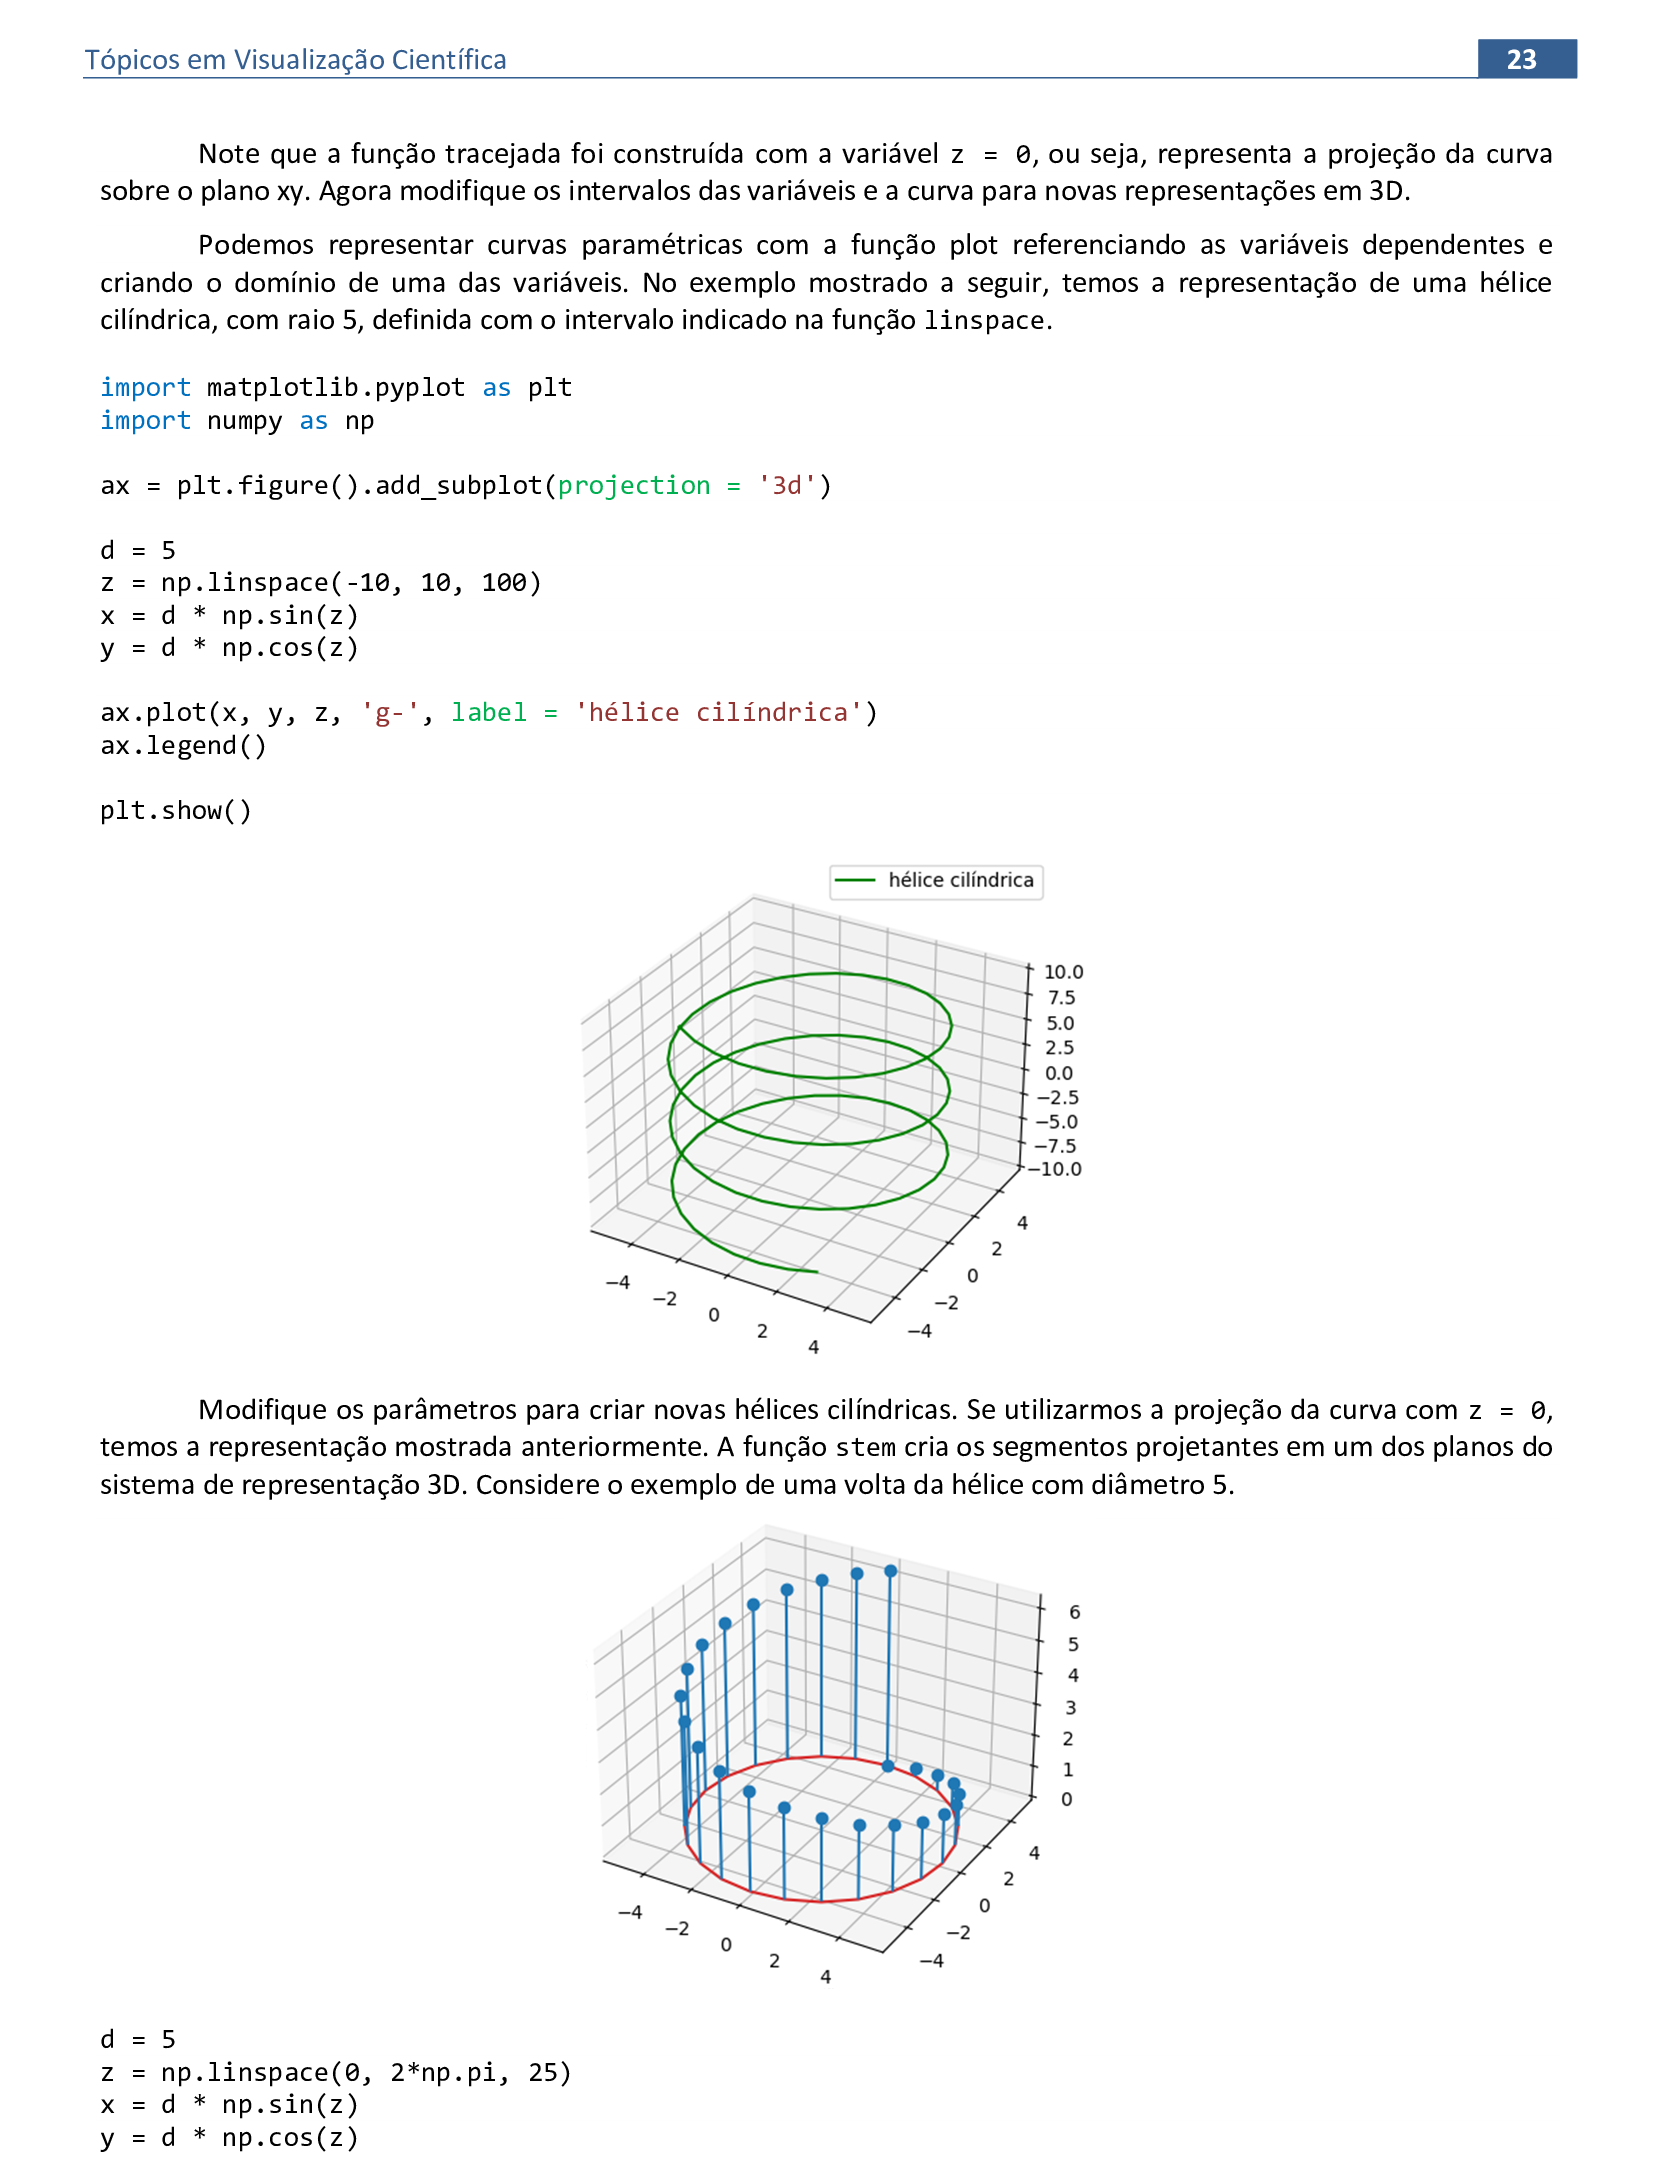 Tópicos em Visualização Científica 23
Note que a função tracejada foi construída com a variável z = 0, ou seja, representa a projeção da curva
sobre o plano xy. Agora modifique os intervalos das variáveis e a curva para novas representações em 3D.
Podemos representar curvas paramétricas com a função plot referenciando as variáveis dependentes e
criando o domínio de uma das variáveis. No exemplo mostrado a seguir, temos a representação de uma hélice
cilíndrica, com raio 5, definida com o intervalo indicado na função linspace.
import matplotlib.pyplot as plt
import numpy as np
ax = plt.figure().add_subplot(projection = '3d')
d = 5
z = np.linspace(-10, 10, 100)
x = d * np.sin(z)
y = d * np.cos(z)
ax.plot(x, y, z, 'g-', label = 'hélice cilíndrica')
ax.legend()
plt.show()
hélice cilíndrica
10.0
7.5
5.0
2.5
0.0
−2.5
−5.0
−7.5
−10.0
4
2
0
−2
−4
−4
−2
0
2
4
Modifique os parâmetros para criar novas hélices cilíndricas. Se utilizarmos a projeção da curva com z = 0,
temos a representação mostrada anteriormente. A função stem cria os segmentos projetantes em um dos planos do
sistema de representação 3D. Considere o exemplo de uma volta da hélice com diâmetro 5.
6
5
4
3
2
1
0
4
2
0
−2
−4
−4
−2
0
2
4
d = 5
z = np.linspace(0, 2*np.pi, 25)
x = d * np.sin(z)
y = d * np.cos(z)